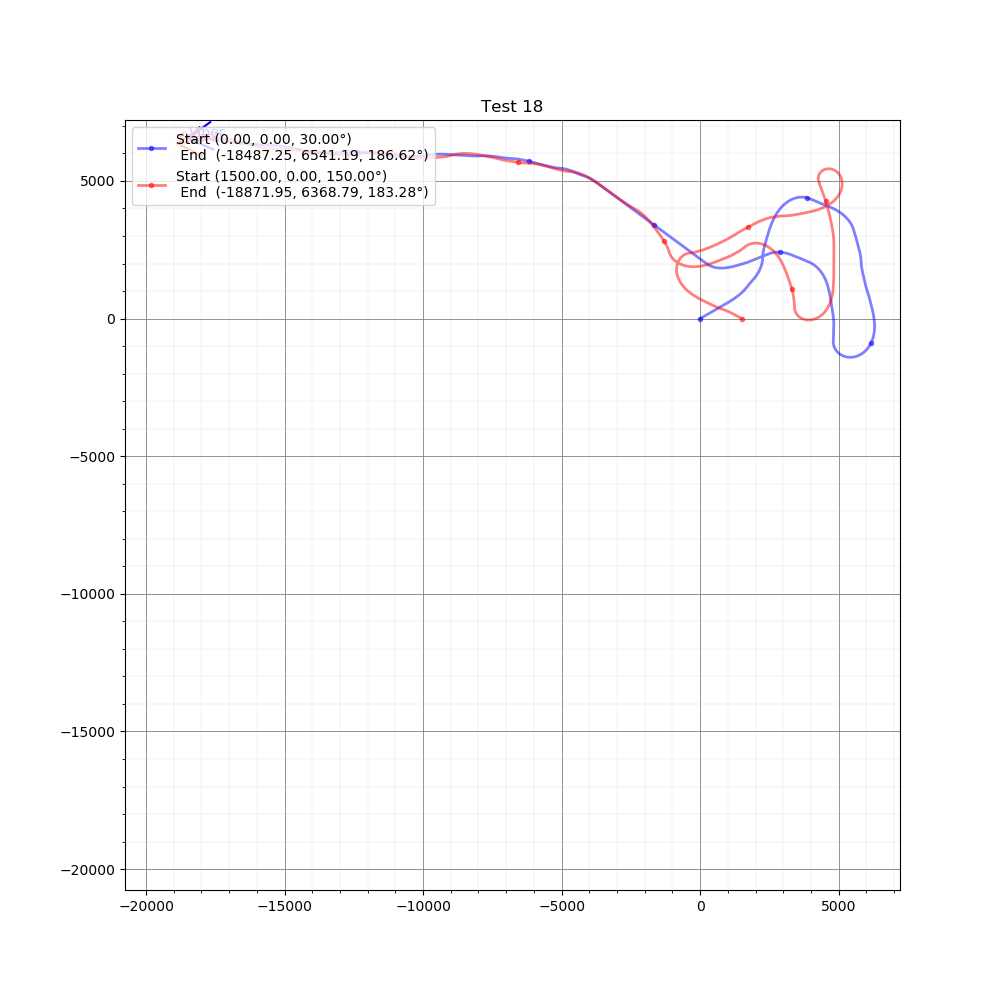 Test 18
Viper
Start (0.00, 0.00, 30.00°)
End (-18487.25, 6541.19, 186.62°)
Start (1500.00, 0.00, 150.00°)
End (-18871.95, 6368.79, 183.28°)
5000
0
−5000
−10000
−15000
−20000
−20000 −15000 −10000 −5000 0 5000